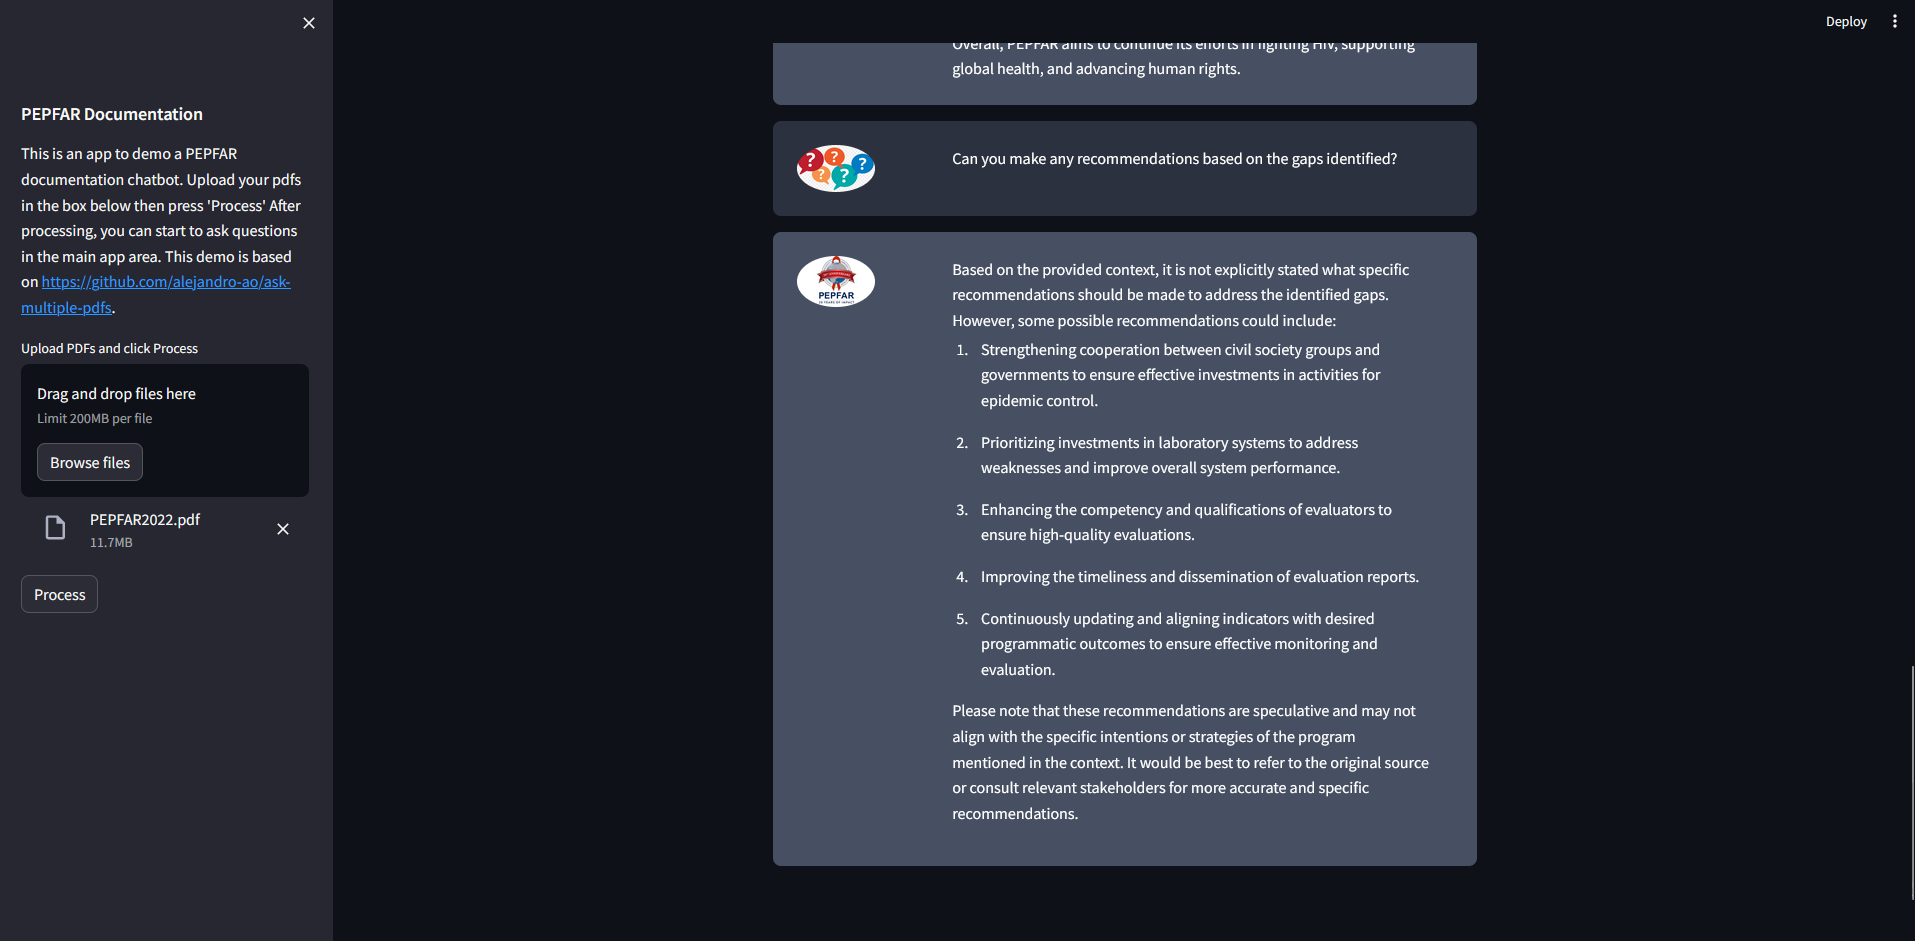 Deploy
PEPFAR Documentation
This is an app to demo a PEPFAR
documentation chatbot. Upload your pdfs
in the box below then press 'Process' After
processing, you can start to ask questions
in the main app area. This demo is based
on https://github.com/alejandro-ao/ask-
multiple-pdfs.
Upload PDFs and click Process
Drag and drop files here
Limit 200MB per file
Browse files
PEPFAR2022.pdf
11.7MB
Process
Overall, PEPFAR aims to continue its efforts in fighting HIV, supporting
global health, and advancing human rights.
? ? ? ? ?
Can you make any recommendations based on the gaps identified?
PEPFAR
Based on the provided context, it is not explicitly stated what specific
recommendations should be made to address the identified gaps.
However, some possible recommendations could include:
1. Strengthening cooperation between civil society groups and
governments to ensure effective investments in activities for
epidemic control.
2. Prioritizing investments in laboratory systems to address
weaknesses and improve overall system performance.
3. Enhancing the competency and qualifications of evaluators to
ensure high-quality evaluations.
4. Improving the timeliness and dissemination of evaluation reports.
5. Continuously updating and aligning indicators with desired
programmatic outcomes to ensure effective monitoring and
evaluation.
Please note that these recommendations are speculative and may not
align with the specific intentions or strategies of the program
mentioned in the context. It would be best to refer to the original source
or consult relevant stakeholders for more accurate and specific
recommendations.